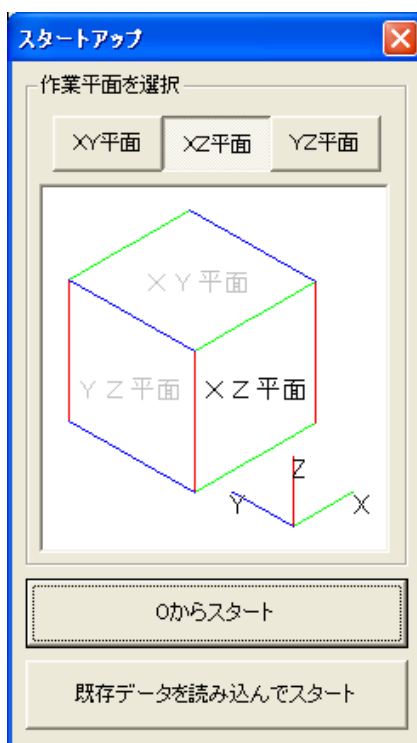 スタートアップ
作業平面を選択
XY平面 XZ平面 YZ平面
XY平面
YZ平面 XZ平面
Z
Y X
0からスタート
既存データを読み込んでスタート